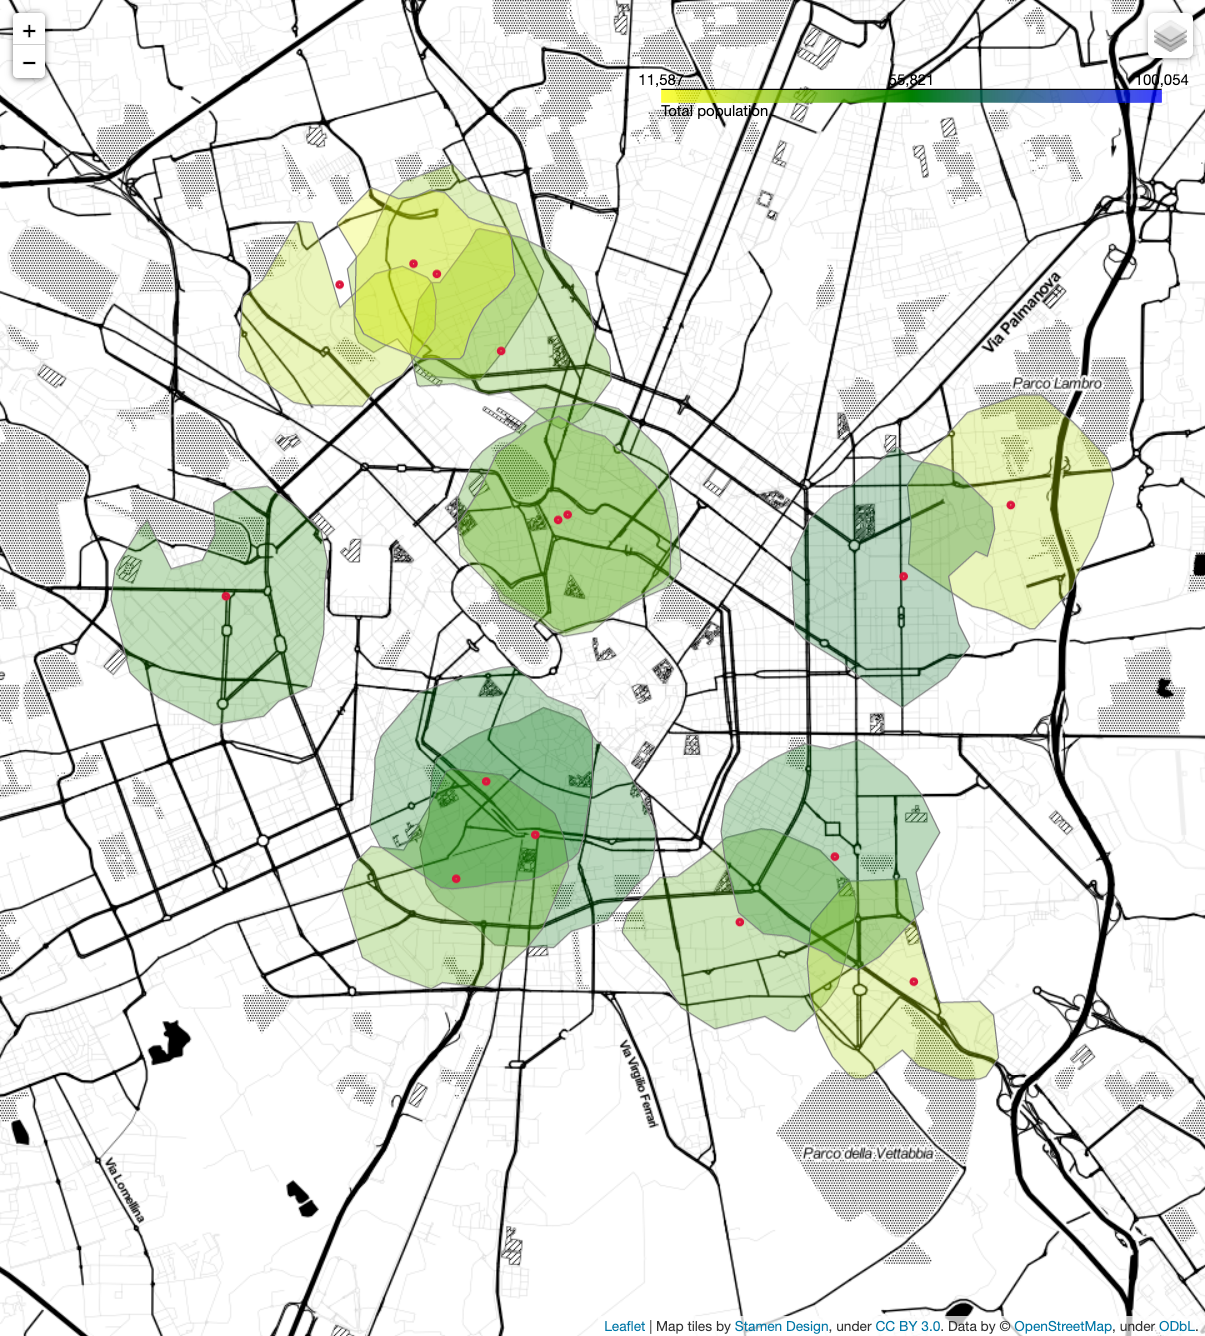 +
−
11,587 55,821 100,054
Total population
Via Palmanova
Parco Lambro
Via Virgilio Ferrari
Parco della Vettabbia
Via Lomellina
Leaflet | Map tiles by Stamen Design, under CC BY 3.0. Data by © OpenStreetMap, under ODbL.